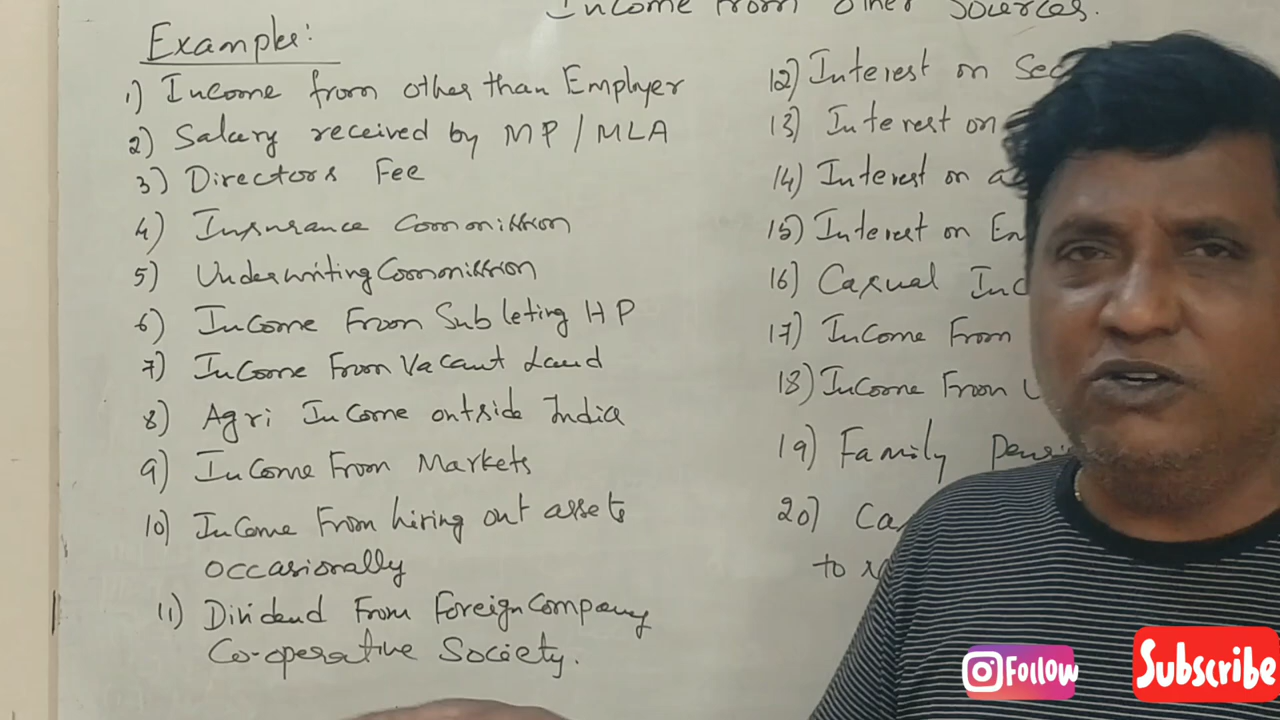 Income From Other Sources.
Examples:
1) Income from other than Employer
2) Salary received by MP / MLA
3) Directors Fee
4) Insurance Commission
5) Underwriting Commission
6) Income From Subleting HP
7) Income From Vacant Land
8) Agri Income outside India
9) Income From Markets
10) Income From hiring out assets
occasionally
11) Dividend From Foreign Company
Co-operative Society.
12) Interest on
13) Interest on
14) Interest on
15) Interest on
16) Casual
17) Income From
18) Income From
19) Family
20)
to
Follow
Subscribe